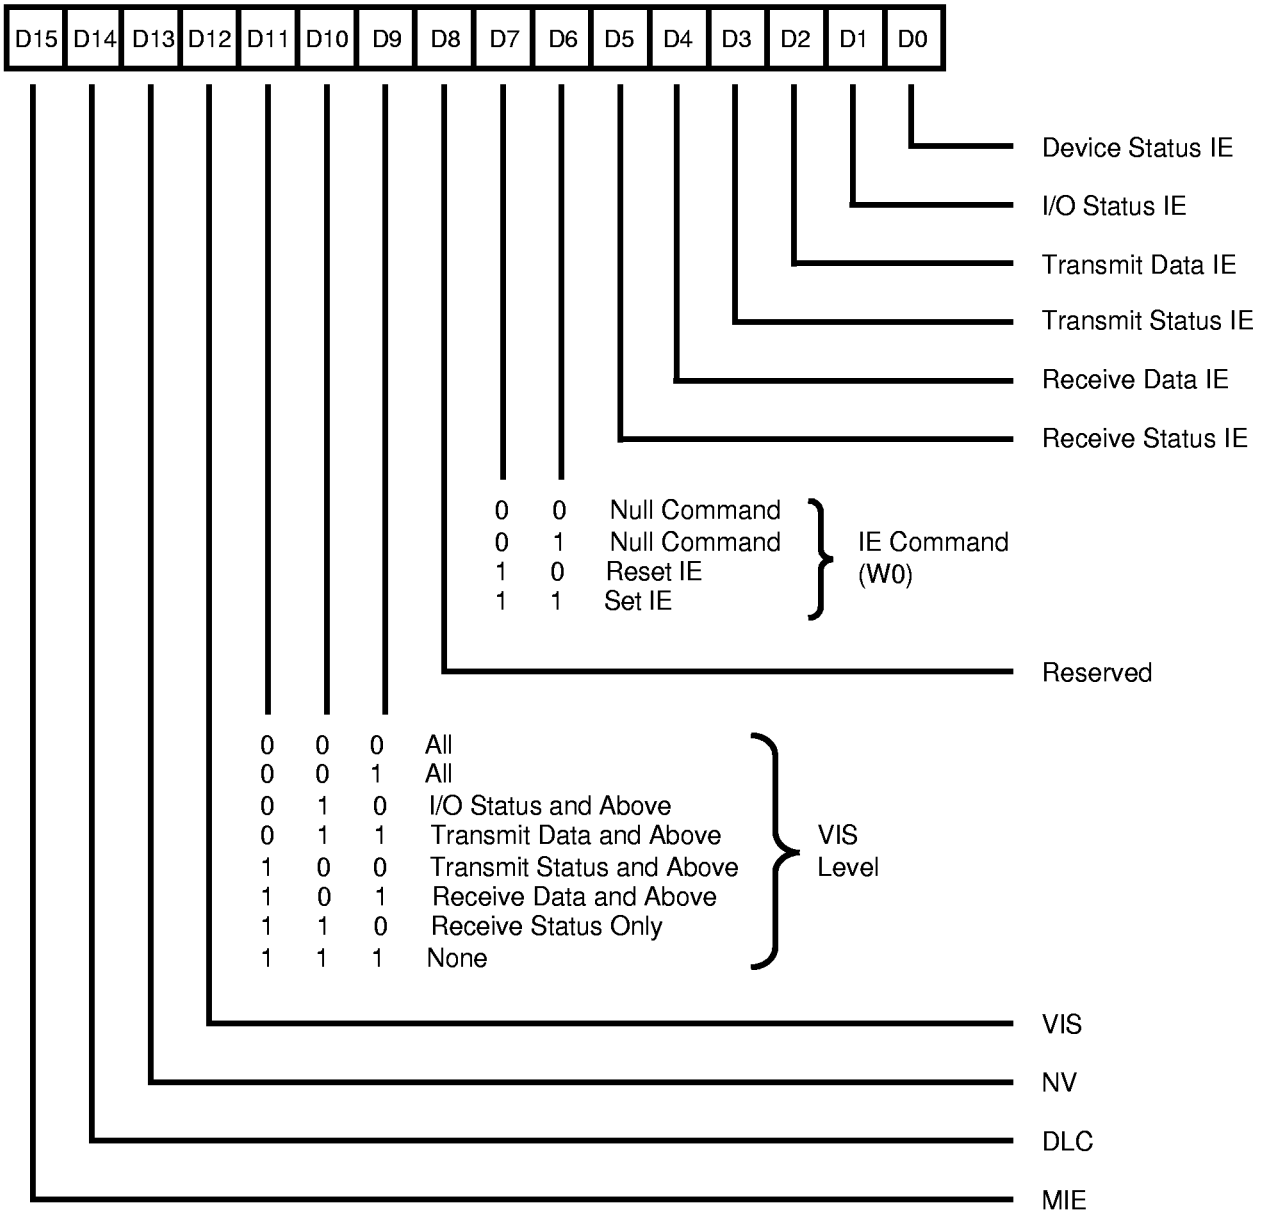 D15 D14 D13 D12 D11 D10 D9 D8 D7 D6 D5 D4 D3 D2 D1 D0
Device Status IE
I/O Status IE
Transmit Data IE
Transmit Status IE
Receive Data IE
Receive Status IE
0 0 Null Command
0 1 Null Command
1 0 Reset IE
1 1 Set IE
IE Command
(W0)
Reserved
0 0 0 All
0 0 1 All
0 1 0 I/O Status and Above
0 1 1 Transmit Data and Above
1 0 0 Transmit Status and Above
1 0 1 Receive Data and Above
1 1 0 Receive Status Only
1 1 1 None
VIS
Level
VIS
NV
DLC
MIE